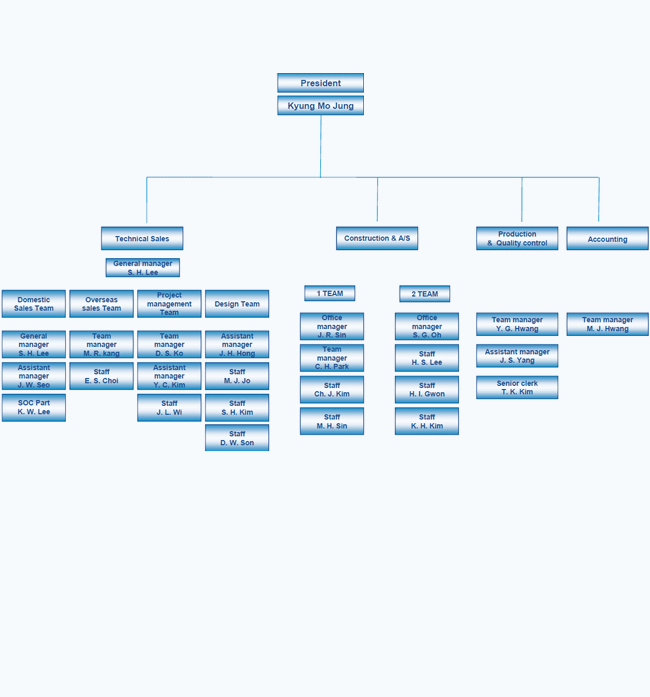 President
Kyung Mo Jung
Technical Sales
Construction & A/S
Production
& Quality control
Accounting
General manager
S. H. Lee
Domestic
Sales Team
Overseas
sales Team
Project
management
Team
Design Team
1 TEAM
2 TEAM
General
manager
S. H. Lee
Assistant
manager
J. W. Seo
SOC Part
K. W. Lee
Team
manager
M. R. kang
Staff
E. S. Choi
Team
manager
D. S. Ko
Assistant
manager
Y. C. Kim
Staff
J. L. Wi
Assistant
manager
J. H. Hong
Staff
M. J. Jo
Staff
S. H. Kim
Staff
D. W. Son
Office
manager
J. R. Sin
Team
manager
C. H. Park
Staff
Ch. J. Kim
Staff
M. H. Sin
Office
manager
S. G. Oh
Staff
H. S. Lee
Staff
H. I. Gwon
Staff
K. H. Kim
Team manager
Y. G. Hwang
Assistant manager
J. S. Yang
Senior clerk
T. K. Kim
Team manager
M. J. Hwang